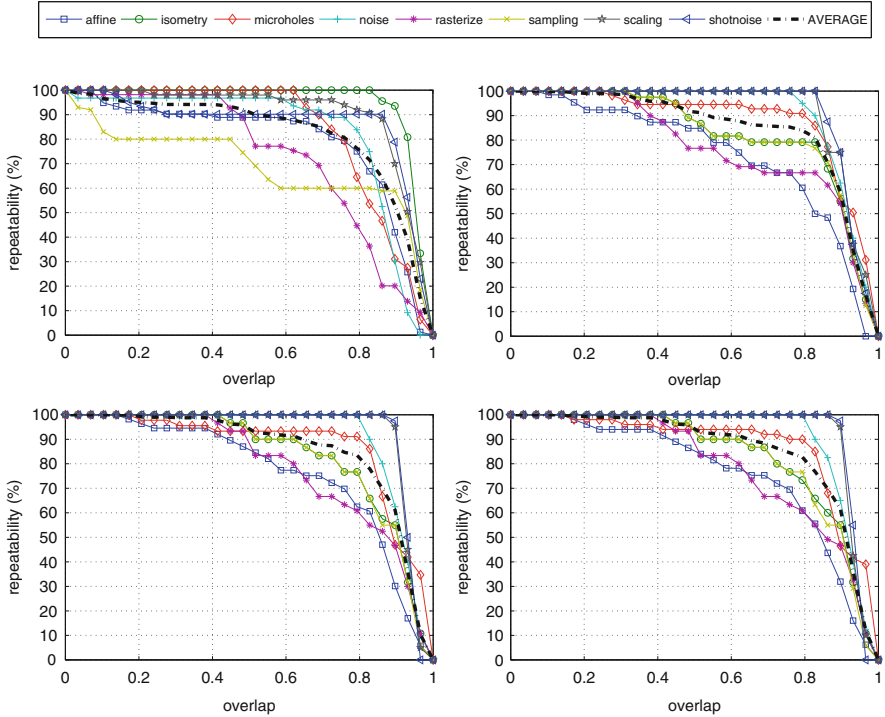 affine isometry microholes noise rasterize sampling scaling shotnoise AVERAGE
100 90 80 70 60 50 40 30 20 10 0
repeatability (%)
0 0.2 0.4 0.6 0.8 1
overlap
100 90 80 70 60 50 40 30 20 10 0
repeatability (%)
0 0.2 0.4 0.6 0.8 1
overlap
100 90 80 70 60 50 40 30 20 10 0
repeatability (%)
0 0.2 0.4 0.6 0.8 1
overlap
100 90 80 70 60 50 40 30 20 10 0
repeatability (%)
0 0.2 0.4 0.6 0.8 1
overlap